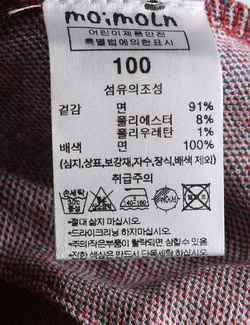 moimoln
어린이제품안전
특별법에의한표시
100
섬유의조성
겉감 면 91%
폴리에스터 8%
폴리우레탄 1%
배색 면 100%
(심지,상표,보강재,자수,장식,배색 제외)
취급주의
손세탁
*절대 삶지 마십시오.
*드라이크리닝 하지마십시오.